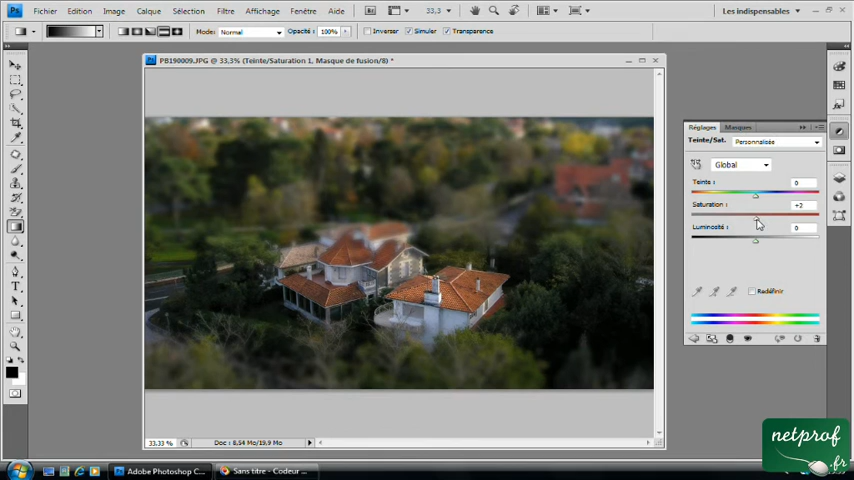 Fichier Edition Image Calque Sélection Filtre Affichage Fenêtre Aide 33,3 Les indispensables
Mode: Normal Opacité: 100% Inverser Simuler Transparence
PB190009.JPG @ 33,3% (Teinte/Saturation 1, Masque de fusion/8) *
Réglages Masques
Teinte/Sat. Personnalisée
Global
Teinte : 0
Saturation : +2
Luminosité : 0
Redéfinir
33,33 % Doc : 8,54 Mo/19,9 Mo
Adobe Photoshop C... Sans titre - Codeur ...
netprof
.fr